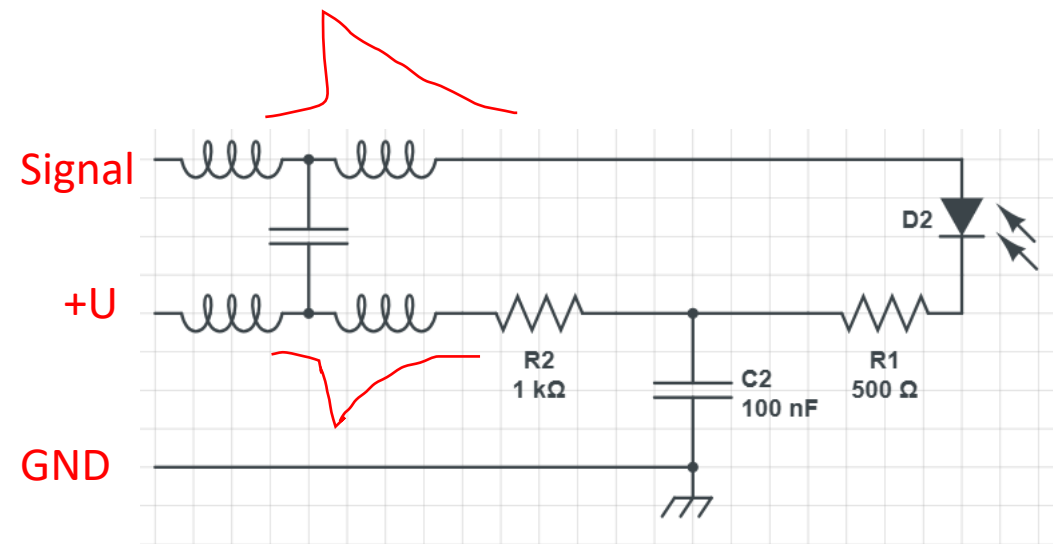 Signal
D2
+U
R2
1 kΩ
C2
100 nF
R1
500 Ω
GND